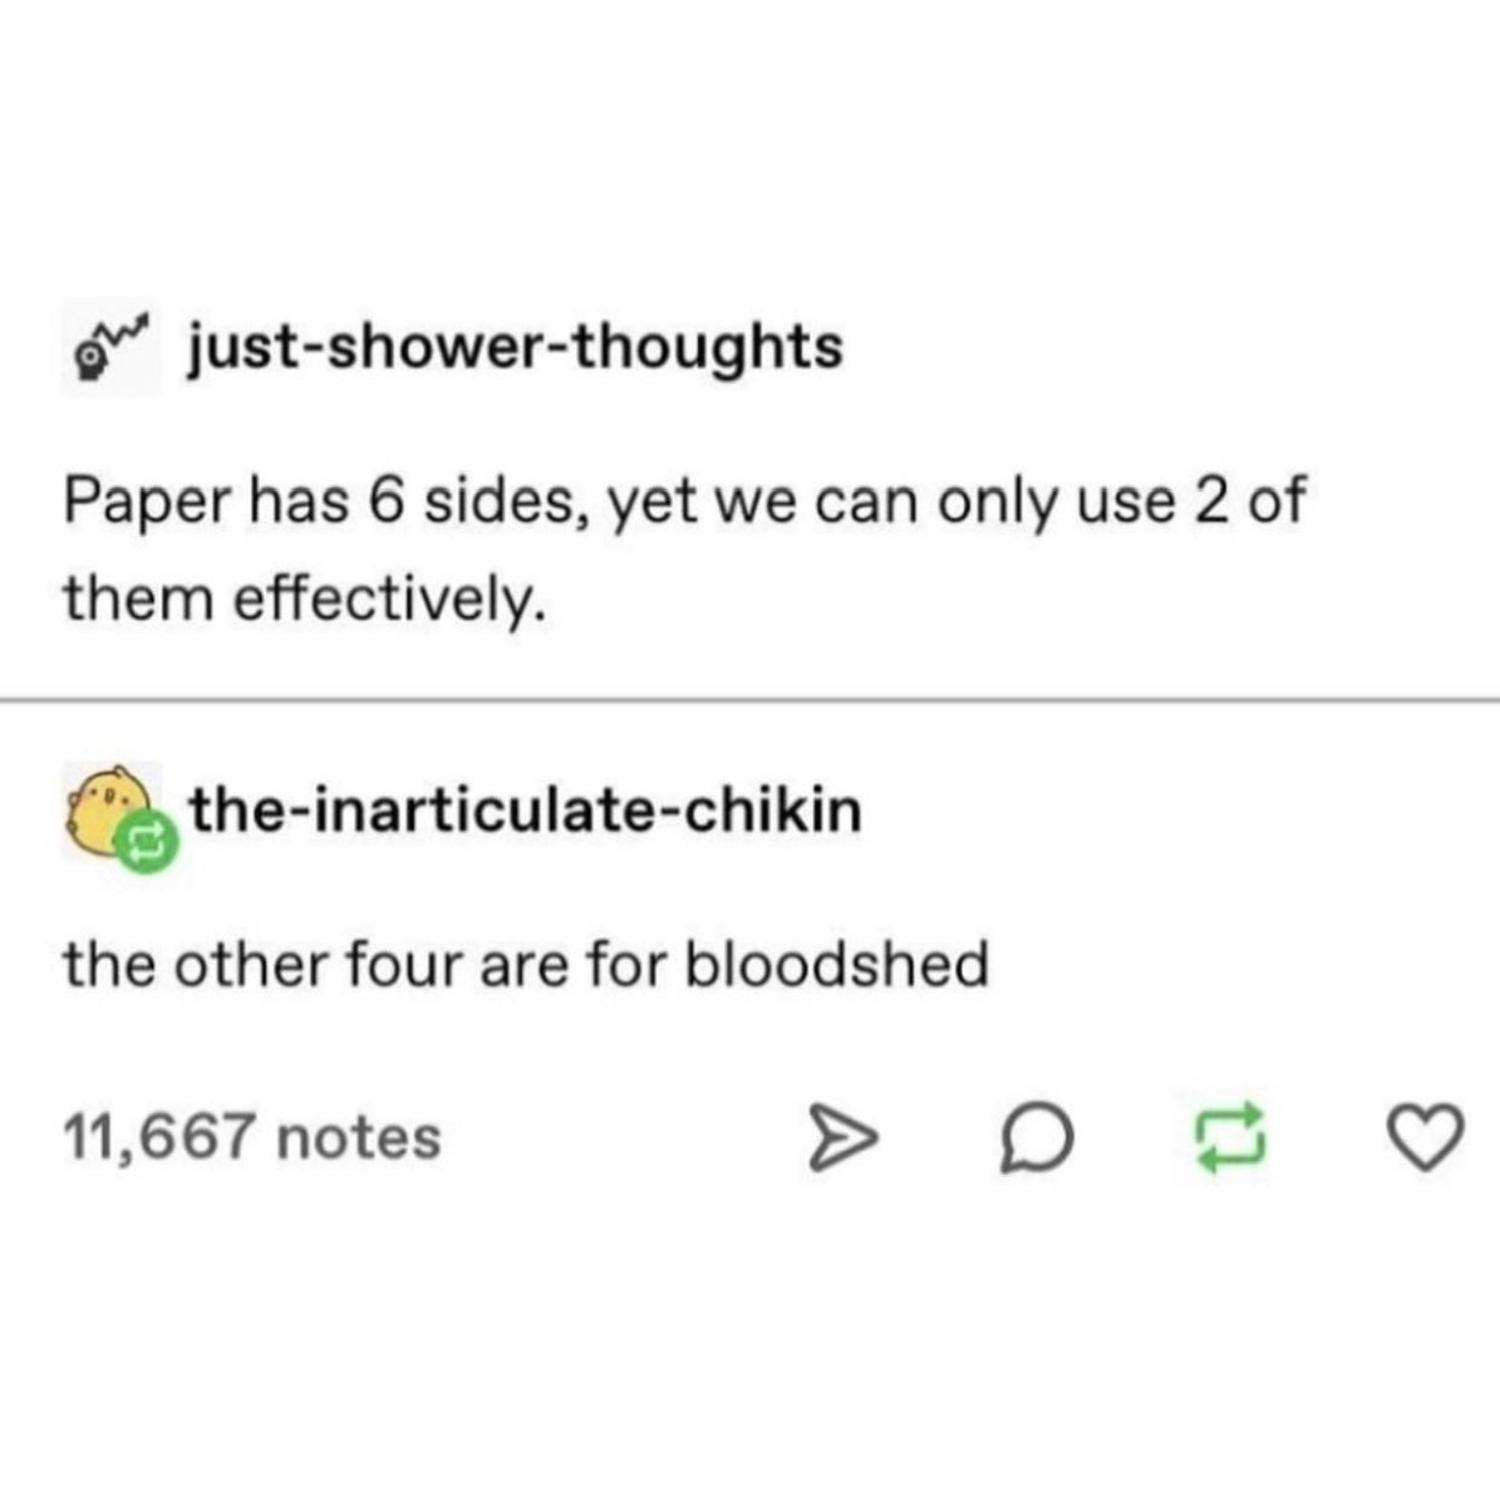 just-shower-thoughts
Paper has 6 sides, yet we can only use 2 of
them effectively.
the-inarticulate-chikin
the other four are for bloodshed
11,667 notes